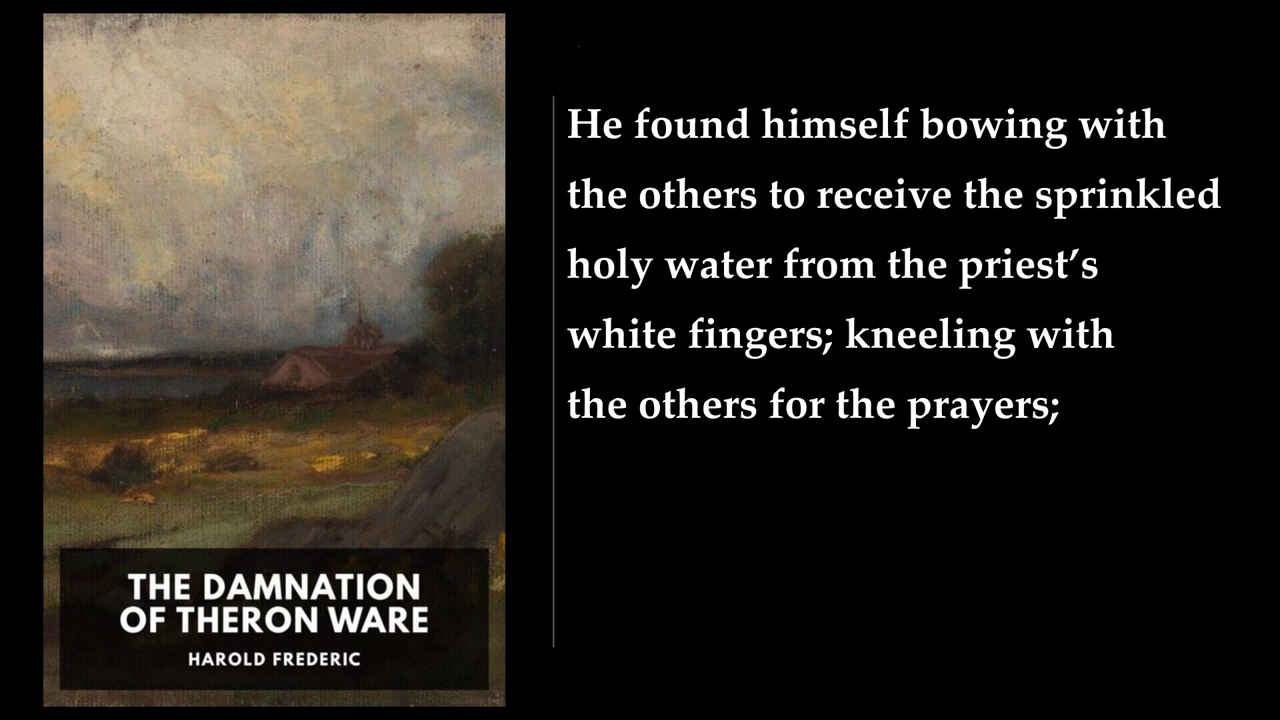 He found himself bowing with
the others to receive the sprinkled
holy water from the priest’s
white fingers; kneeling with
the others for the prayers;
THE DAMNATION
OF THERON WARE
HAROLD FREDERIC